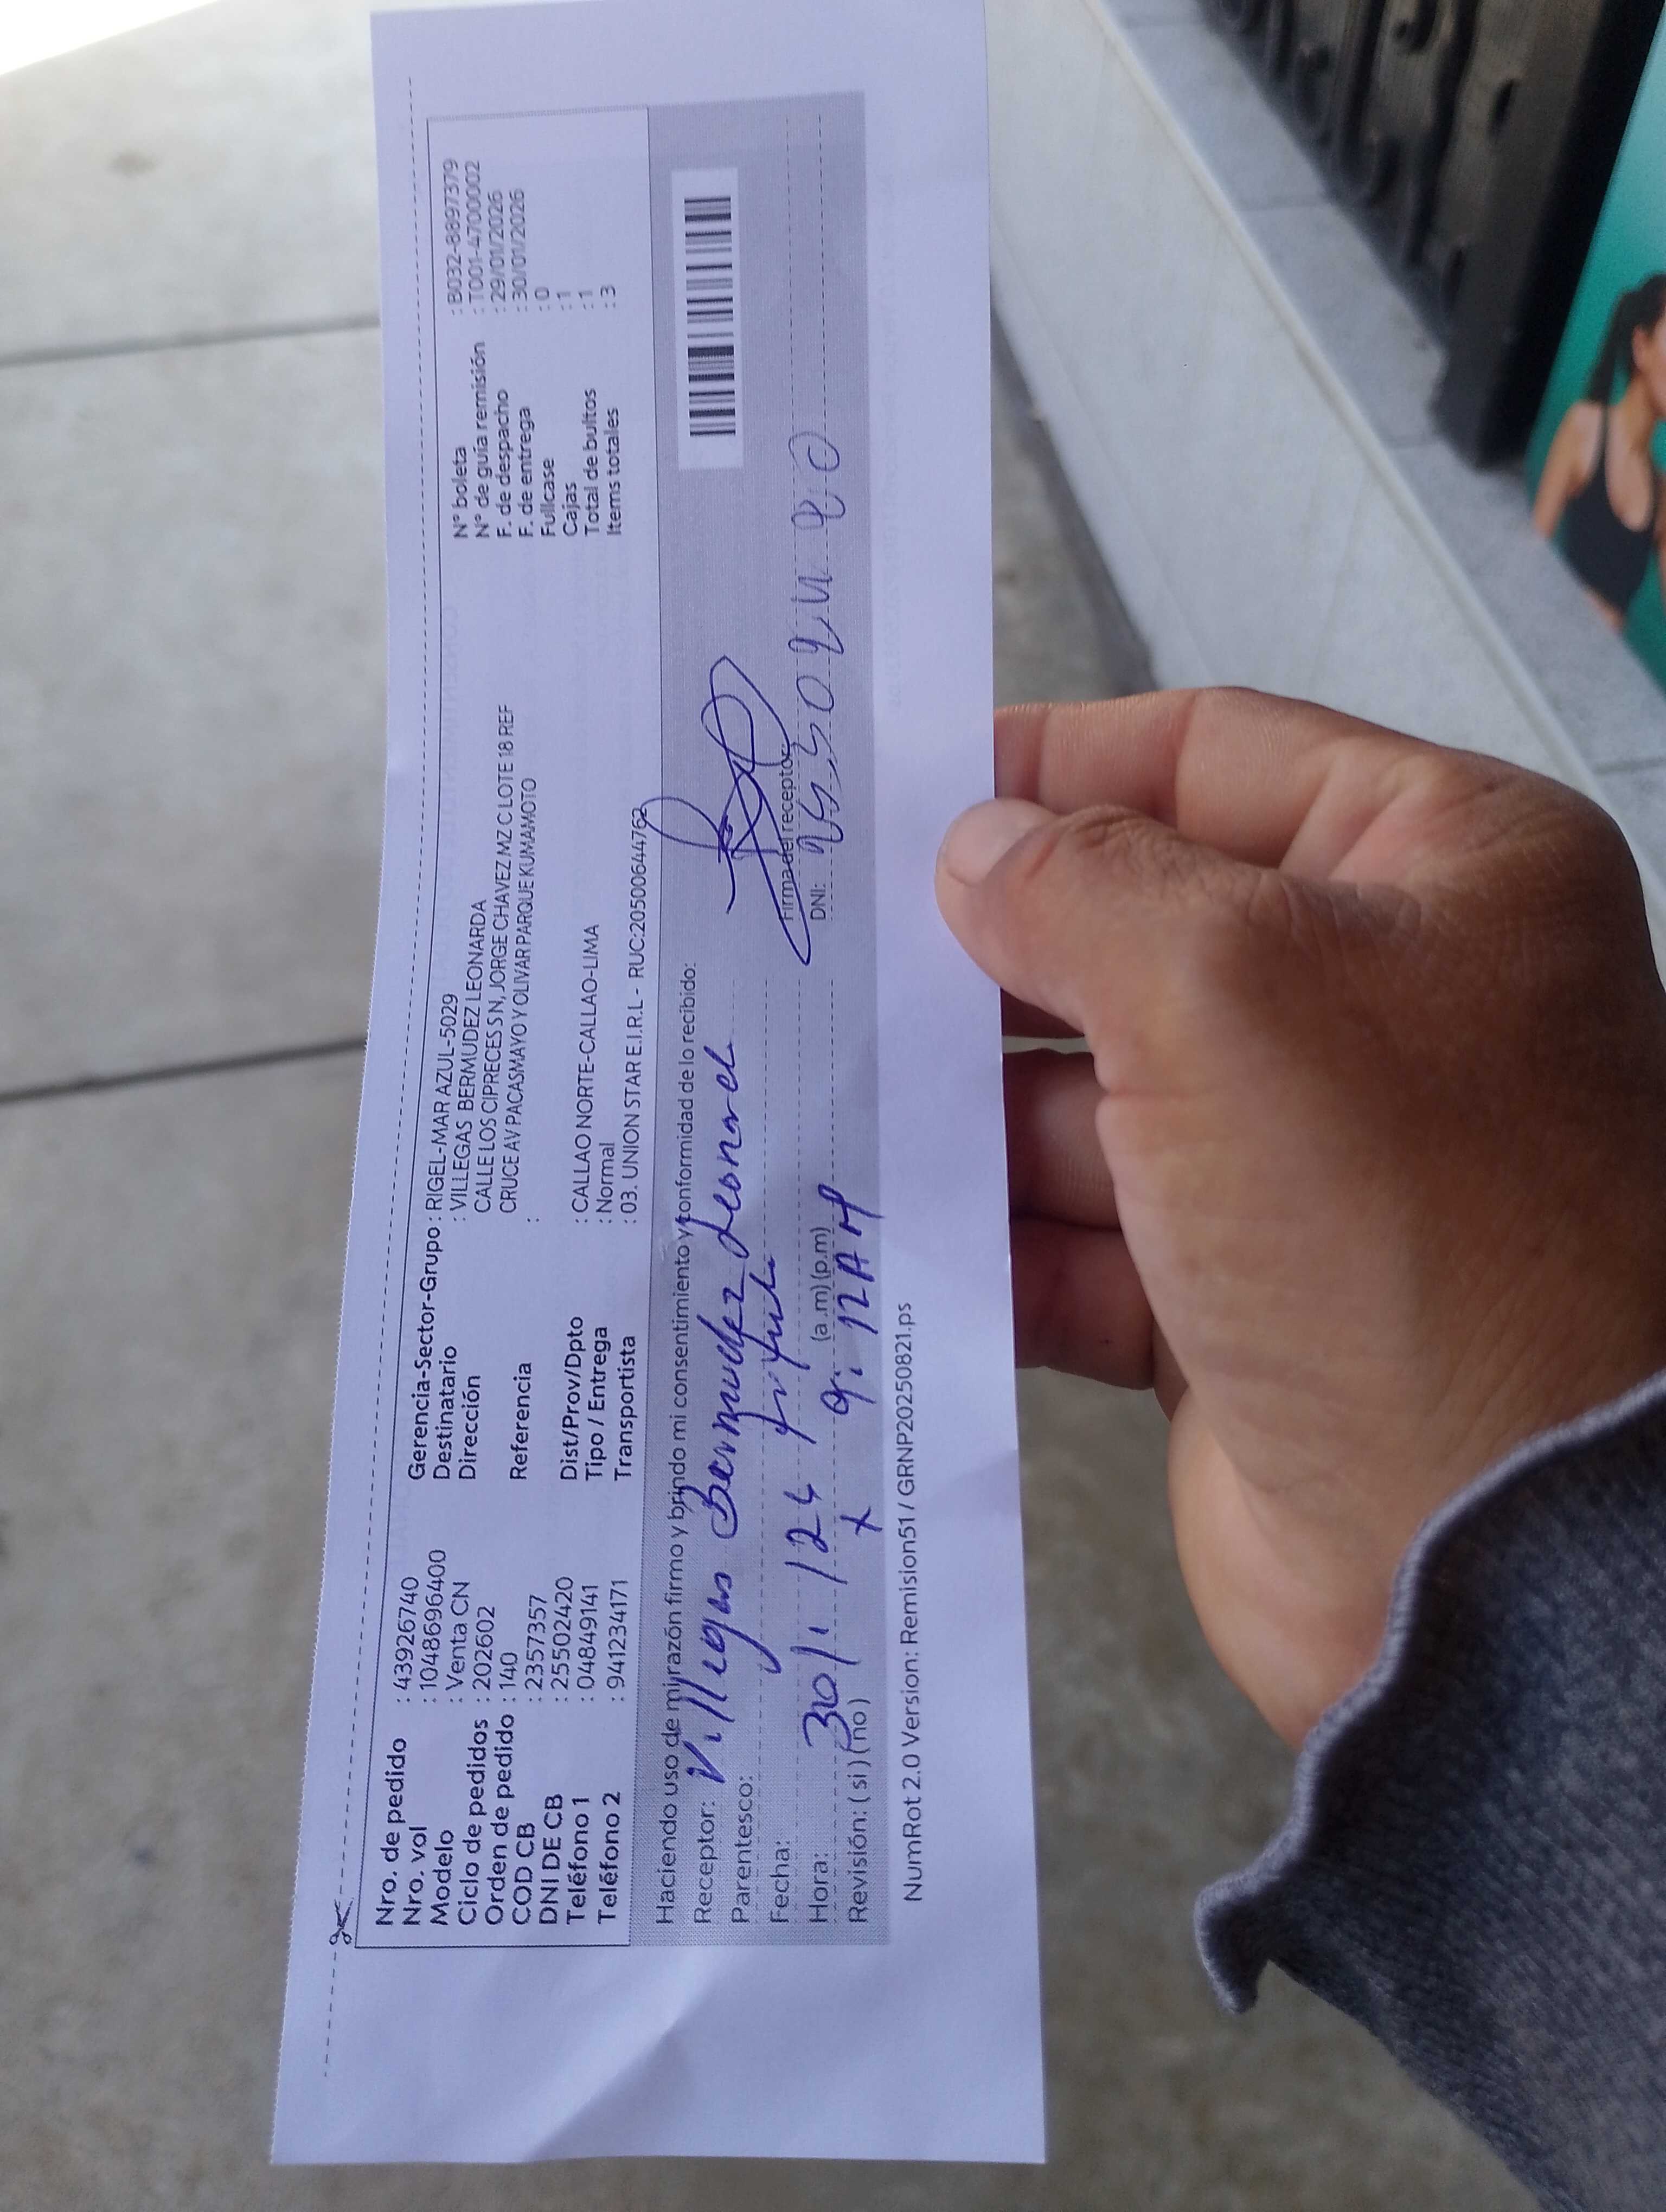 Nro. de pedido : 43926740
Nro. vol : 10486696400
Modelo : Venta CN
Ciclo de pedidos : 202602
Orden de pedido : 140
COD CB : 2357357
DNI DE CB : 25502420
Teléfono 1 : 04849141
Teléfono 2 : 941234171
Gerencia-Sector-Grupo : RIGEL-MAR AZUL-5029
Destinatario : VILLEGAS BERMUDEZ LEONARDA
Dirección CALLE LOS CIPRECES SN, JORGE CHAVEZ MZ C LOTE 18 REF
CRUCE AV PACASMAYO Y OLIVAR PARQUE KUMAMOTO
Referencia :
Dist/Prov/Dpto : CALLAO NORTE-CALLAO-LIMA
Tipo / Entrega : Normal
Transportista : 03. UNION STAR E.I.R.L - RUC:20500644762
N° boleta : B032-88973​79
N° de guía remisión : T001-47000002
F. de despacho : 29/01/2026
F. de entrega : 30/01/2026
Fullcase : 0
Cajas : 1
Total de bultos : 1
Items totales : 3
Haciendo uso de mi razón firmo y brindo mi consentimiento y conformidad de lo recibido:
Receptor: Villegas Bermudez
Parentesco:
Fecha: 30/1
Hora: (a.m) (p.m) 9:12 AM
Revisión: ( si ) ( no ) X
Firma del receptor
DNI:
NumRot 2.0 Version: Remision51 / GRNP20250821.ps